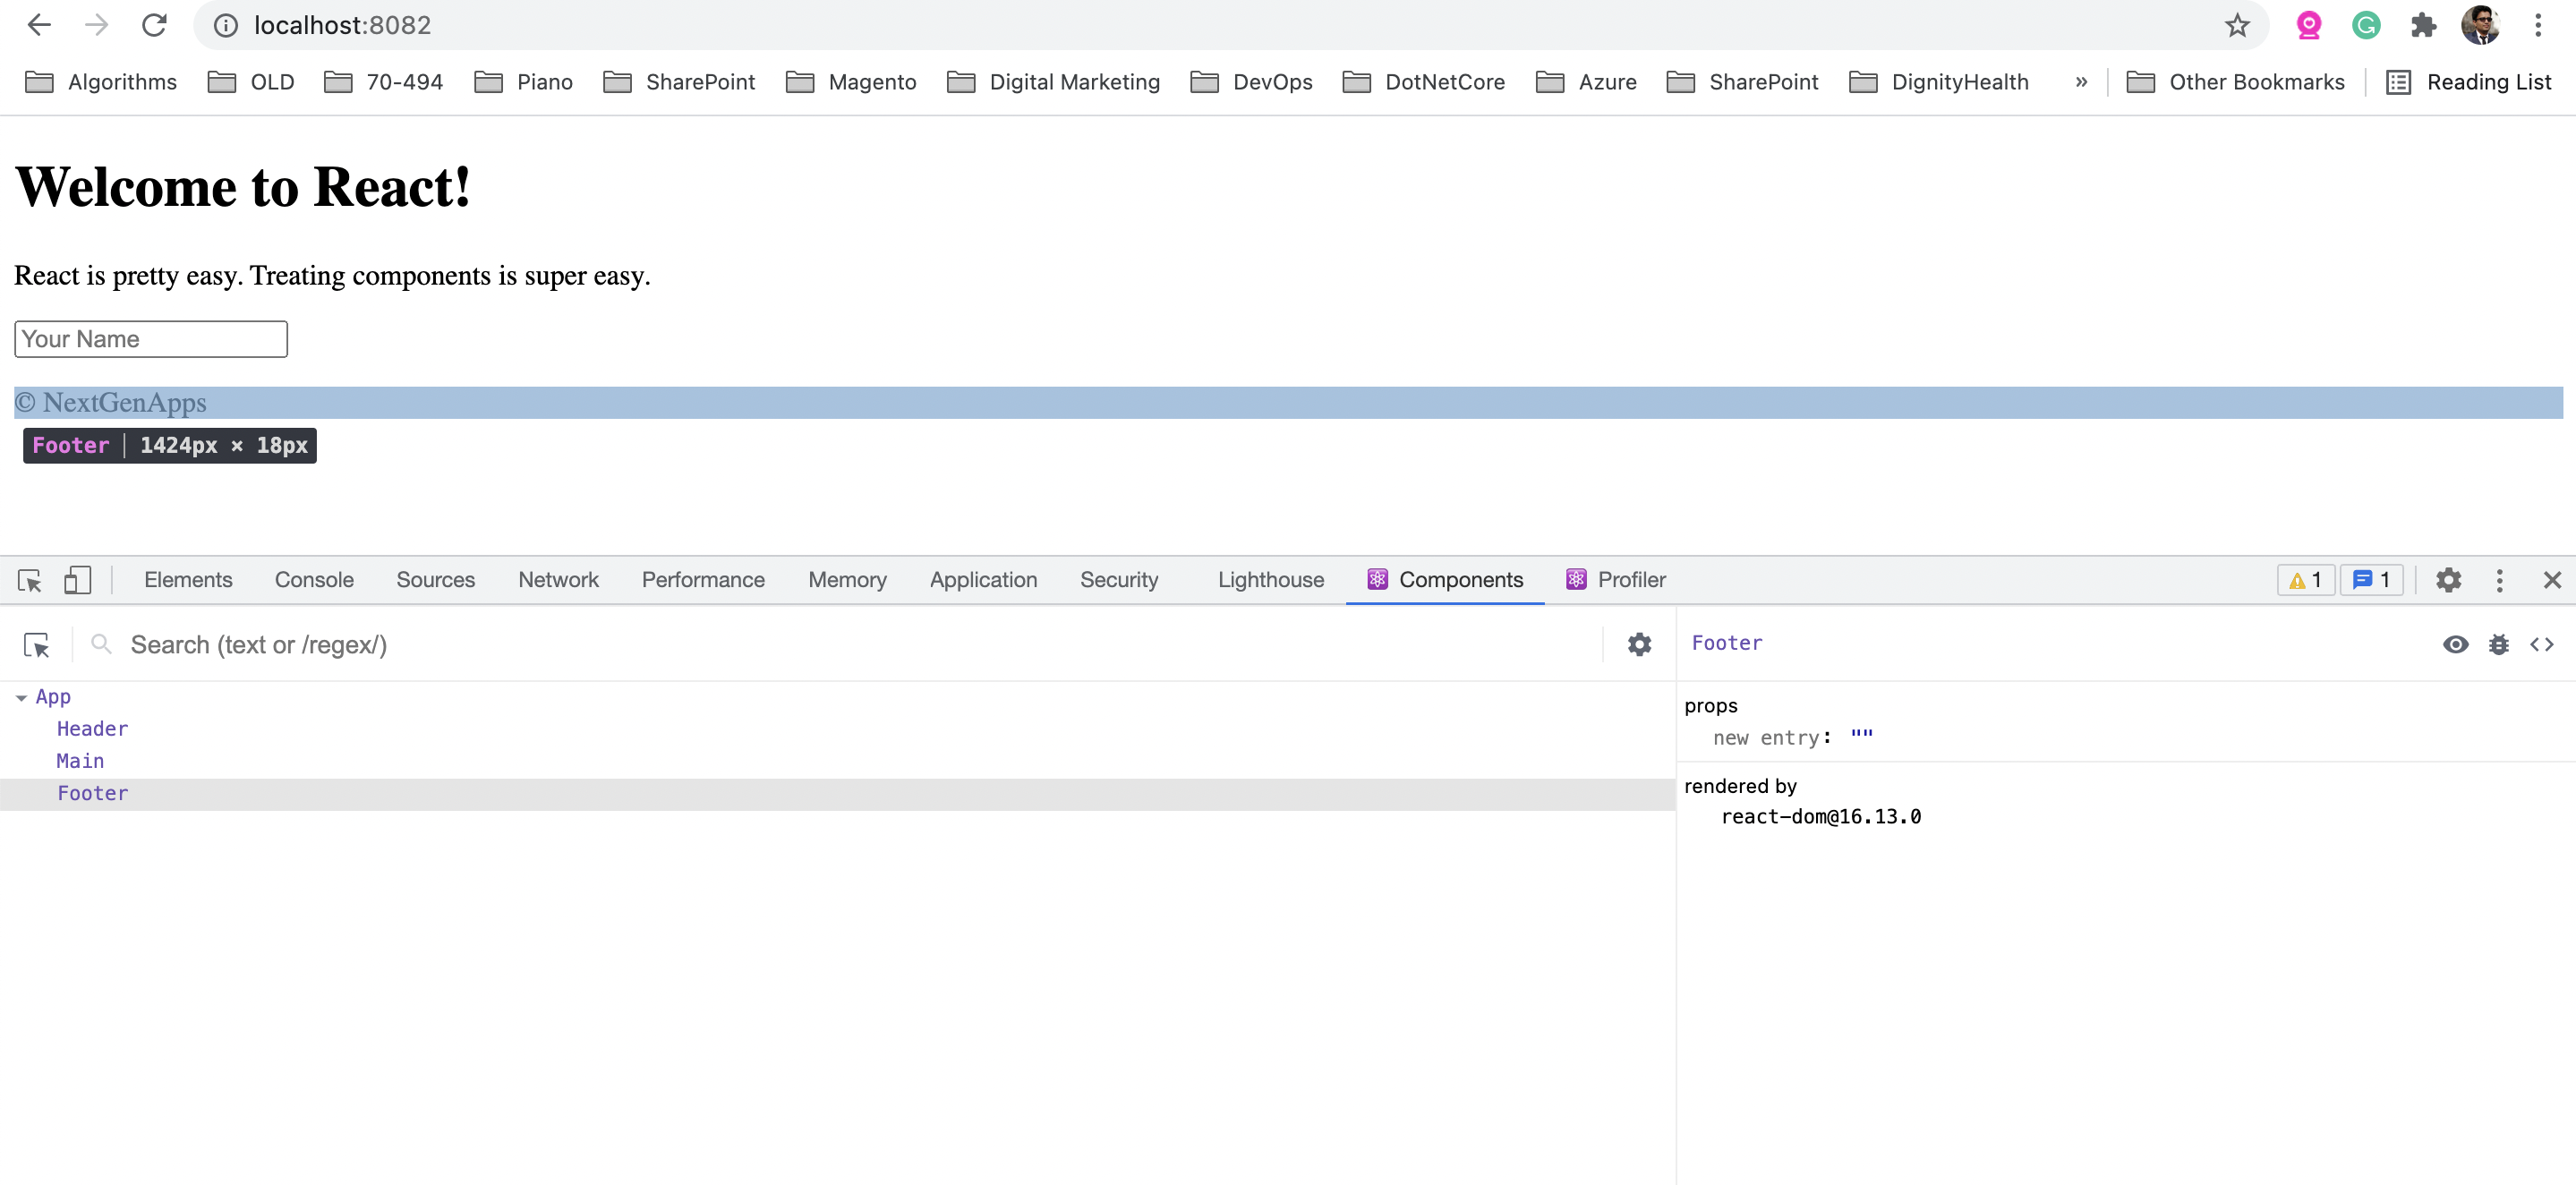 localhost:8082
Algorithms OLD 70-494 Piano SharePoint Magento Digital Marketing DevOps DotNetCore Azure SharePoint DignityHealth » Other Bookmarks Reading List
Welcome to React!
React is pretty easy. Treating components is super easy.
Your Name
© NextGenApps
Footer | 1424px × 18px
Elements Console Sources Network Performance Memory Application Security Lighthouse Components Profiler 1 1
Search (text or /regex/)
Footer
App
Header
Main
Footer
props
new entry: ""
rendered by
react-dom@16.13.0